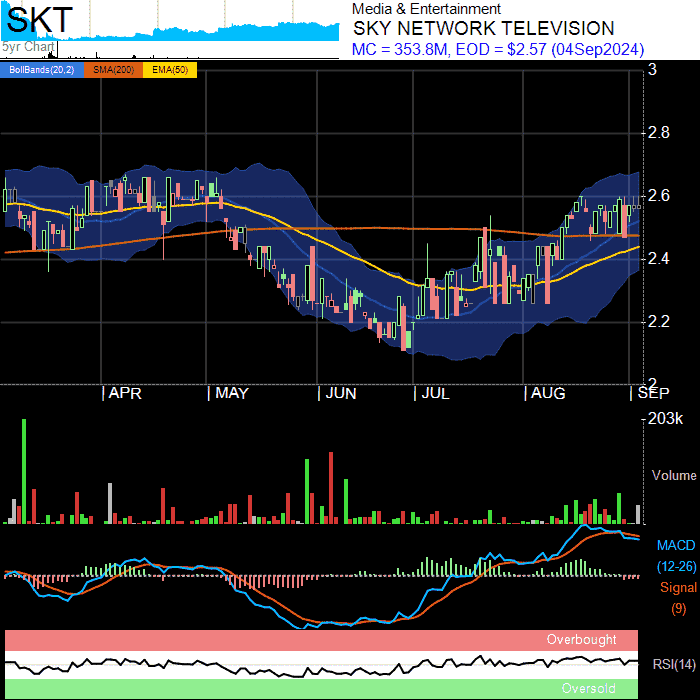 SKT
5yr Chart
Media & Entertainment
SKY NETWORK TELEVISION
MC = 353.8M, EOD = $2.57 (04Sep2024)
BollBands(20,2) SMA(200) EMA(50)
3
2.8
2.6
2.4
2.2
2
APR MAY JUN JUL AUG SEP
203k
Volume
MACD
(12-26)
Signal
(9)
Overbought
RSI(14)
Oversold